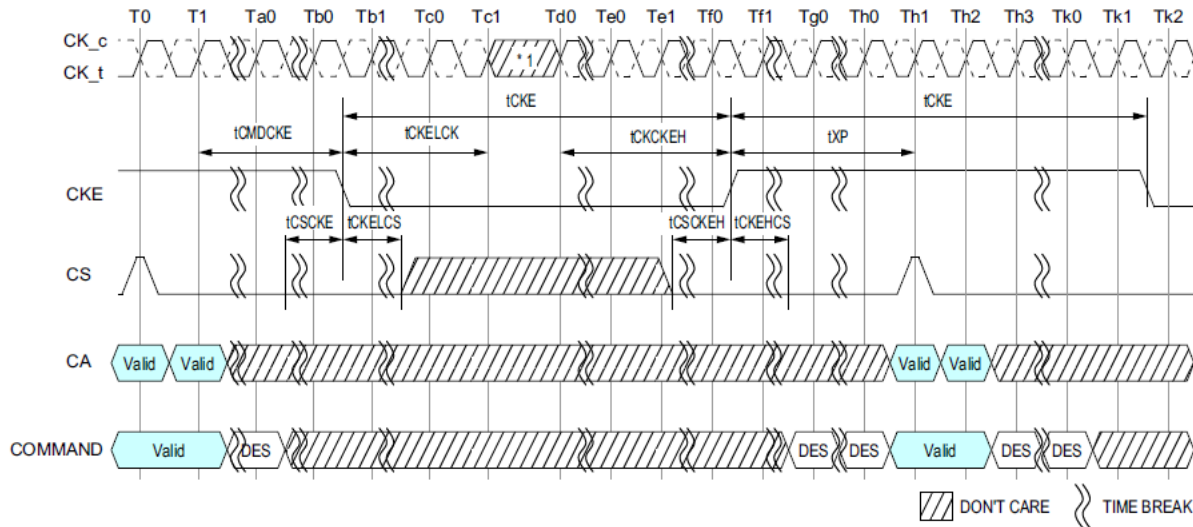 T0 T1 Ta0 Tb0 Tb1 Tc0 Tc1 Td0 Te0 Te1 Tf0 Tf1 Tg0 Th0 Th1 Th2 Th3 Tk0 Tk1 Tk2
CK_c
CK_t
* 1
tCKE tCKE
tCMDCKE tCKELCK tCKCKEH tXP
CKE
tCSCKE tCKELCS tCSCKEH tCKEHCS
CS
CA Valid Valid Valid Valid
COMMAND Valid DES DES DES Valid DES DES
DON'T CARE TIME BREAK